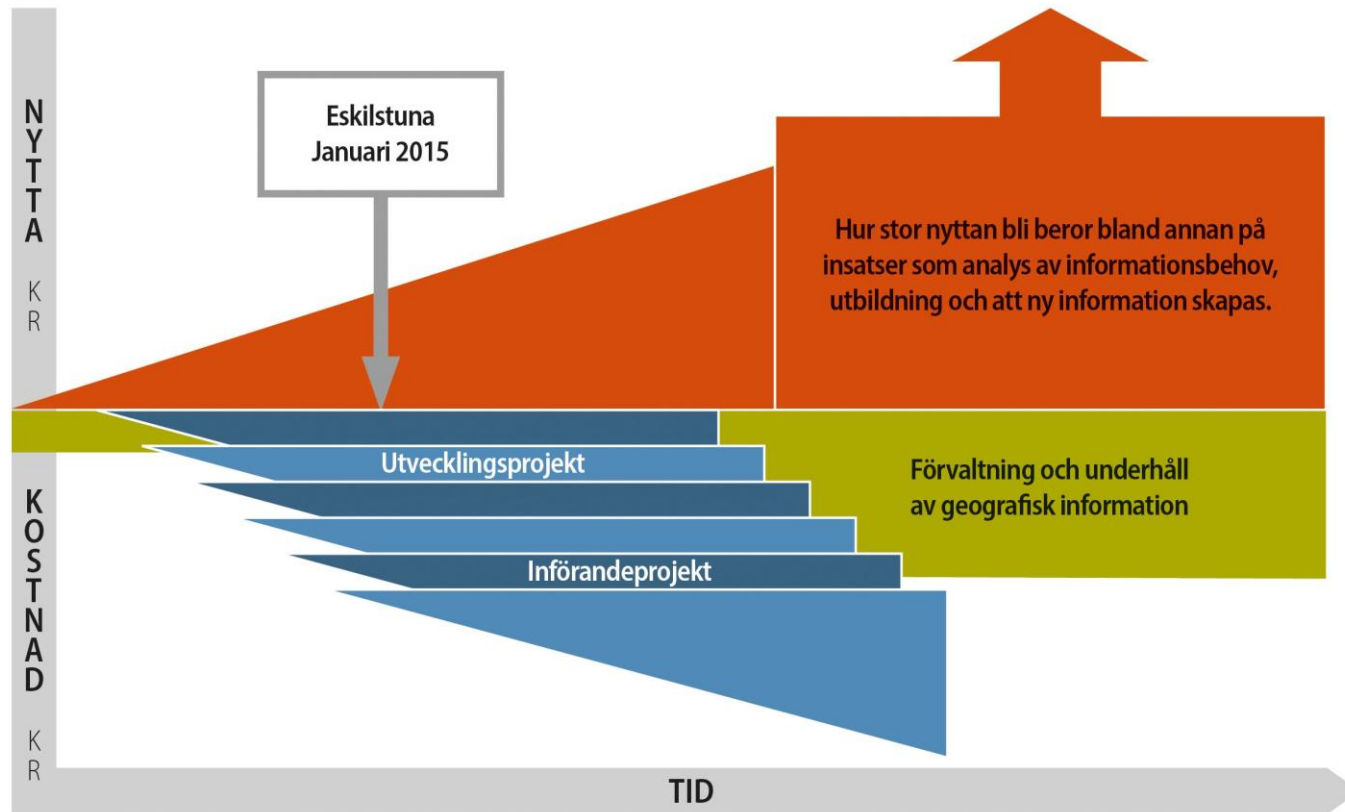 NYTTA KR
Eskilstuna
Januari 2015
Hur stor nyttan bli beror bland annan på
insatser som analys av informationsbehov,
utbildning och att ny information skapas.
KOSTNAD KR
Utvecklingsprojekt
Införandeprojekt
Förvaltning och underhåll
av geografisk information
TID